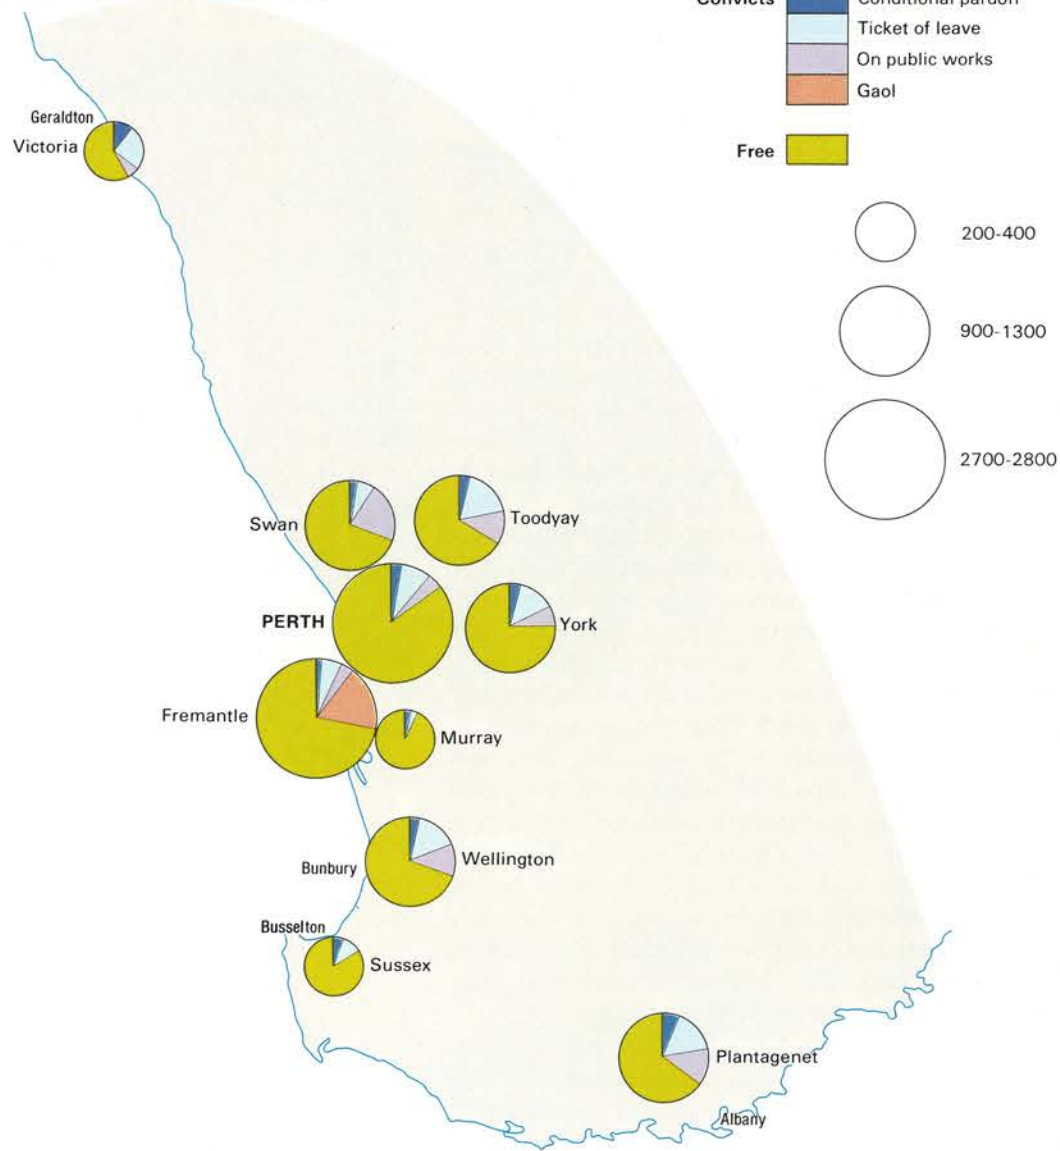 Convicts
Conditional pardon
Ticket of leave
On public works
Gaol
Free
200-400
900-1300
2700-2800
Geraldton
Victoria
Swan
Toodyay
PERTH
York
Fremantle
Murray
Bunbury
Wellington
Busselton
Sussex
Plantagenet
Albany